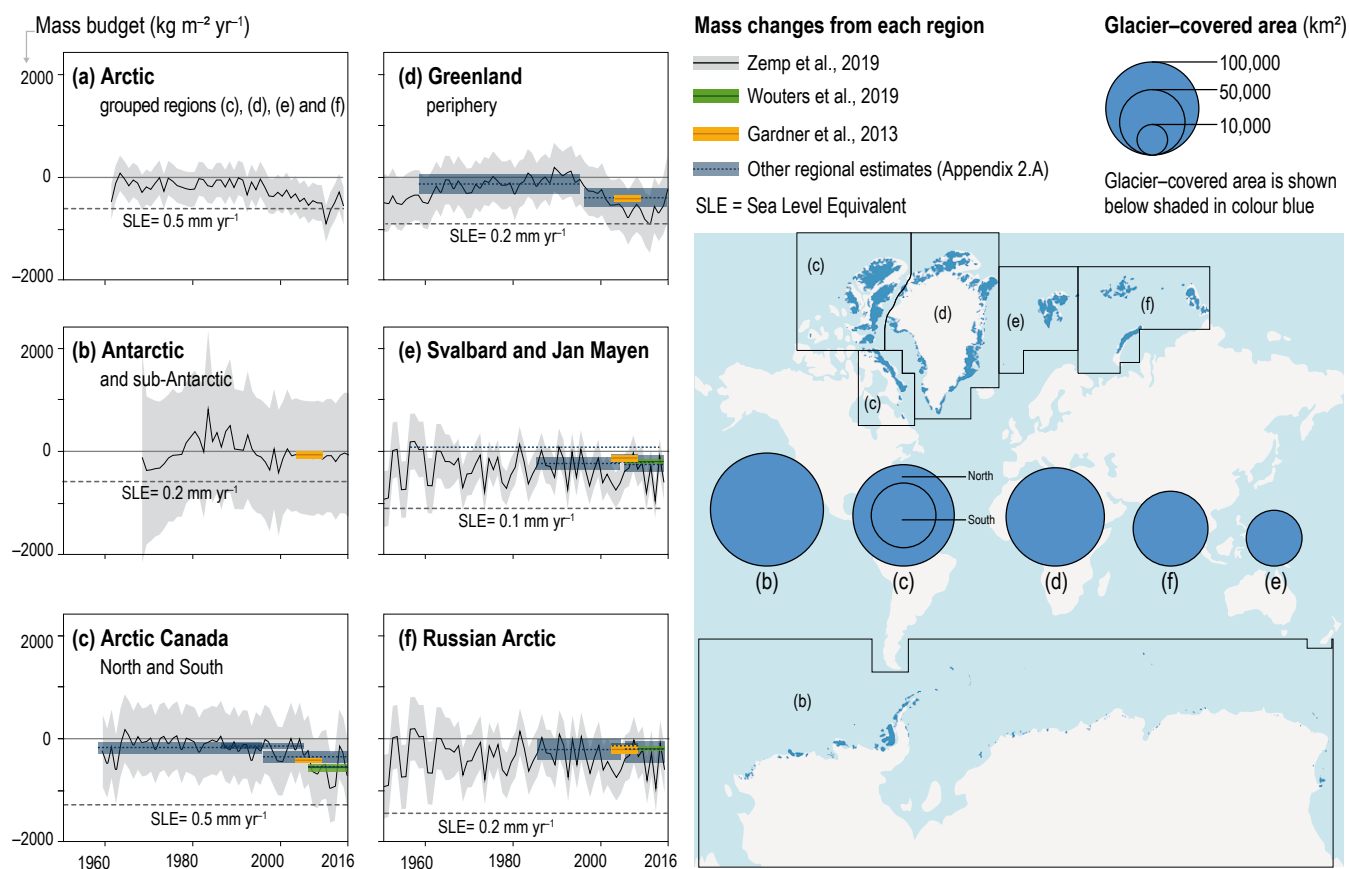 Mass budget (kg m⁻² yr⁻¹)
2000
0
−2000
(a) Arctic
grouped regions (c), (d), (e) and (f)
SLE= 0.5 mm yr⁻¹
(d) Greenland
periphery
SLE= 0.2 mm yr⁻¹
2000
0
−2000
(b) Antarctic
and sub-Antarctic
SLE= 0.2 mm yr⁻¹
(e) Svalbard and Jan Mayen
SLE= 0.1 mm yr⁻¹
2000
0
−2000
(c) Arctic Canada
North and South
SLE= 0.5 mm yr⁻¹
1960
1980
2000
2016
(f) Russian Arctic
SLE= 0.2 mm yr⁻¹
1960
1980
2000
2016
Mass changes from each region
Zemp et al., 2019
Wouters et al., 2019
Gardner et al., 2013
Other regional estimates (Appendix 2.A)
SLE = Sea Level Equivalent
Glacier–covered area (km²)
100,000
50,000
10,000
Glacier–covered area is shown
below shaded in colour blue
(c)
(d)
(e)
(f)
(c)
North
South
(b)
(c)
(d)
(f)
(e)
(b)